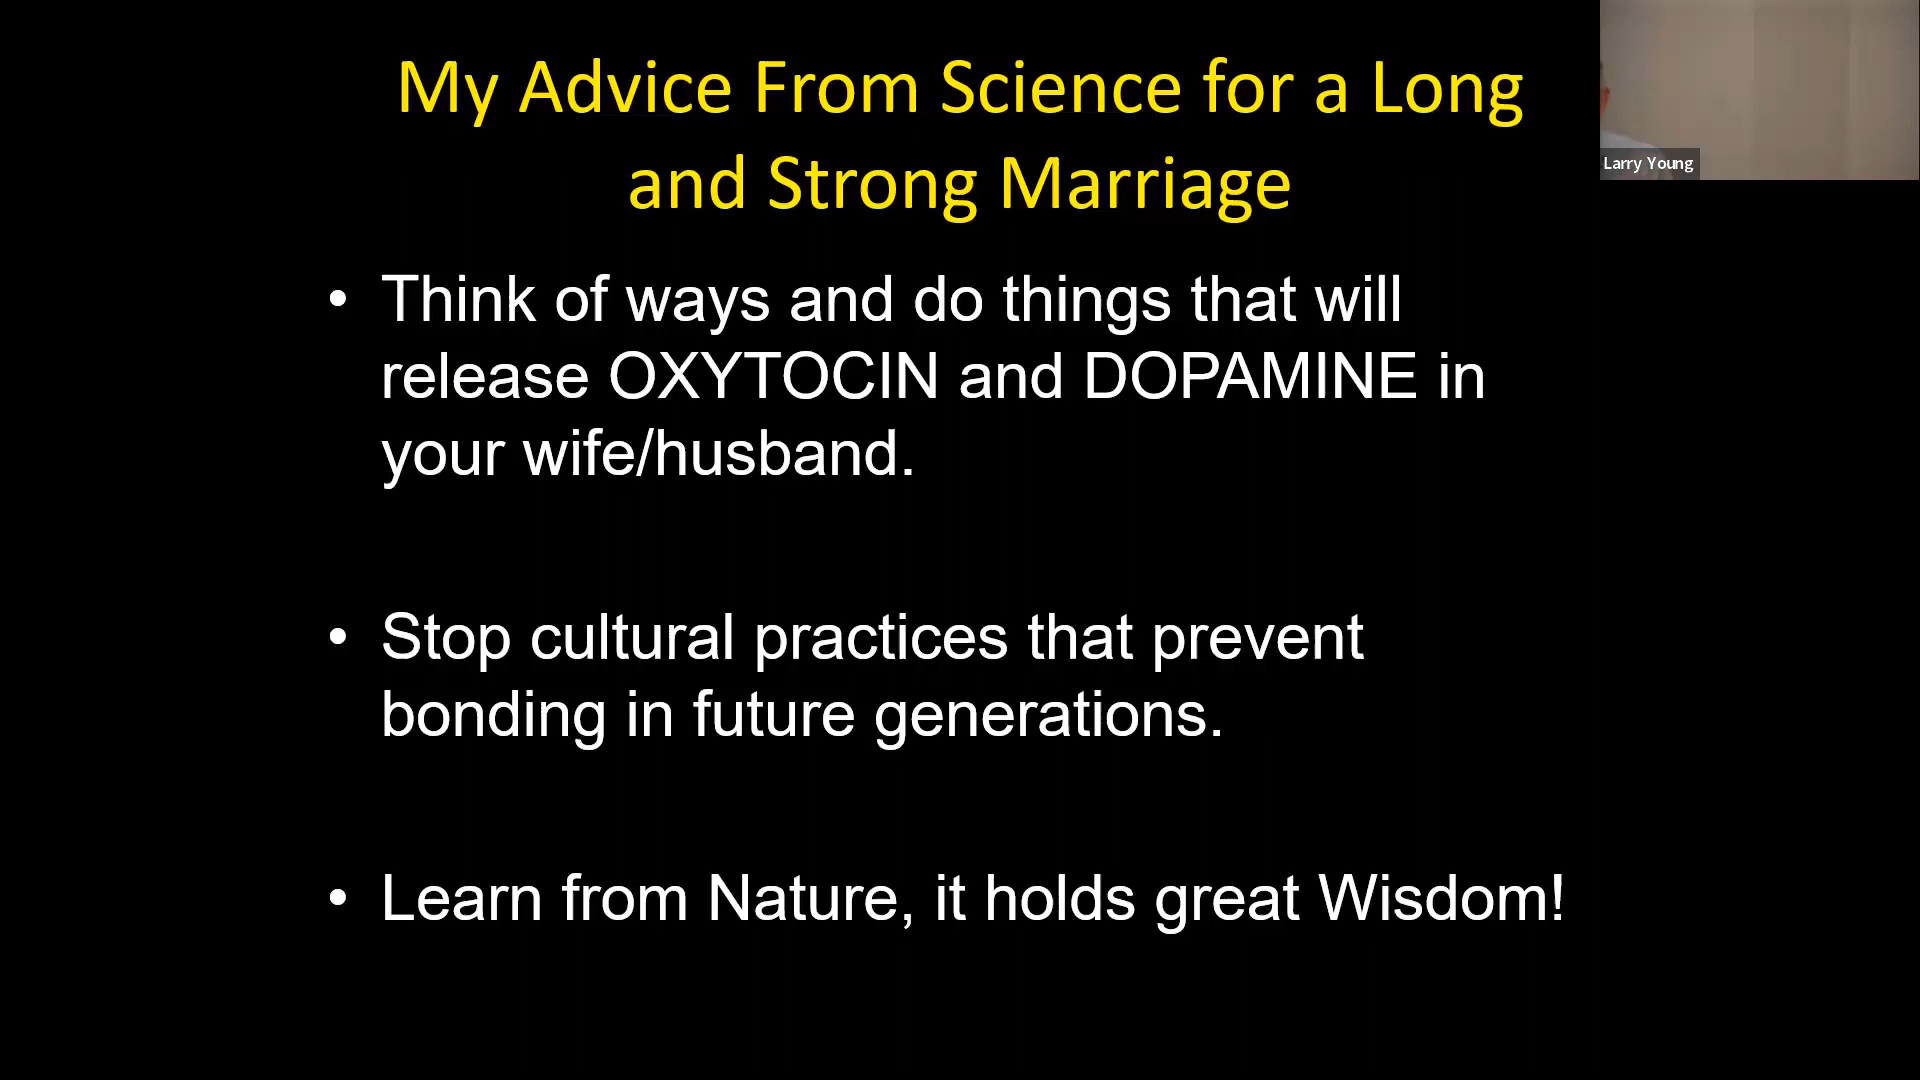 My Advice From Science for a Long
and Strong Marriage
Larry Young
• Think of ways and do things that will
release OXYTOCIN and DOPAMINE in
your wife/husband.
• Stop cultural practices that prevent
bonding in future generations.
• Learn from Nature, it holds great Wisdom!